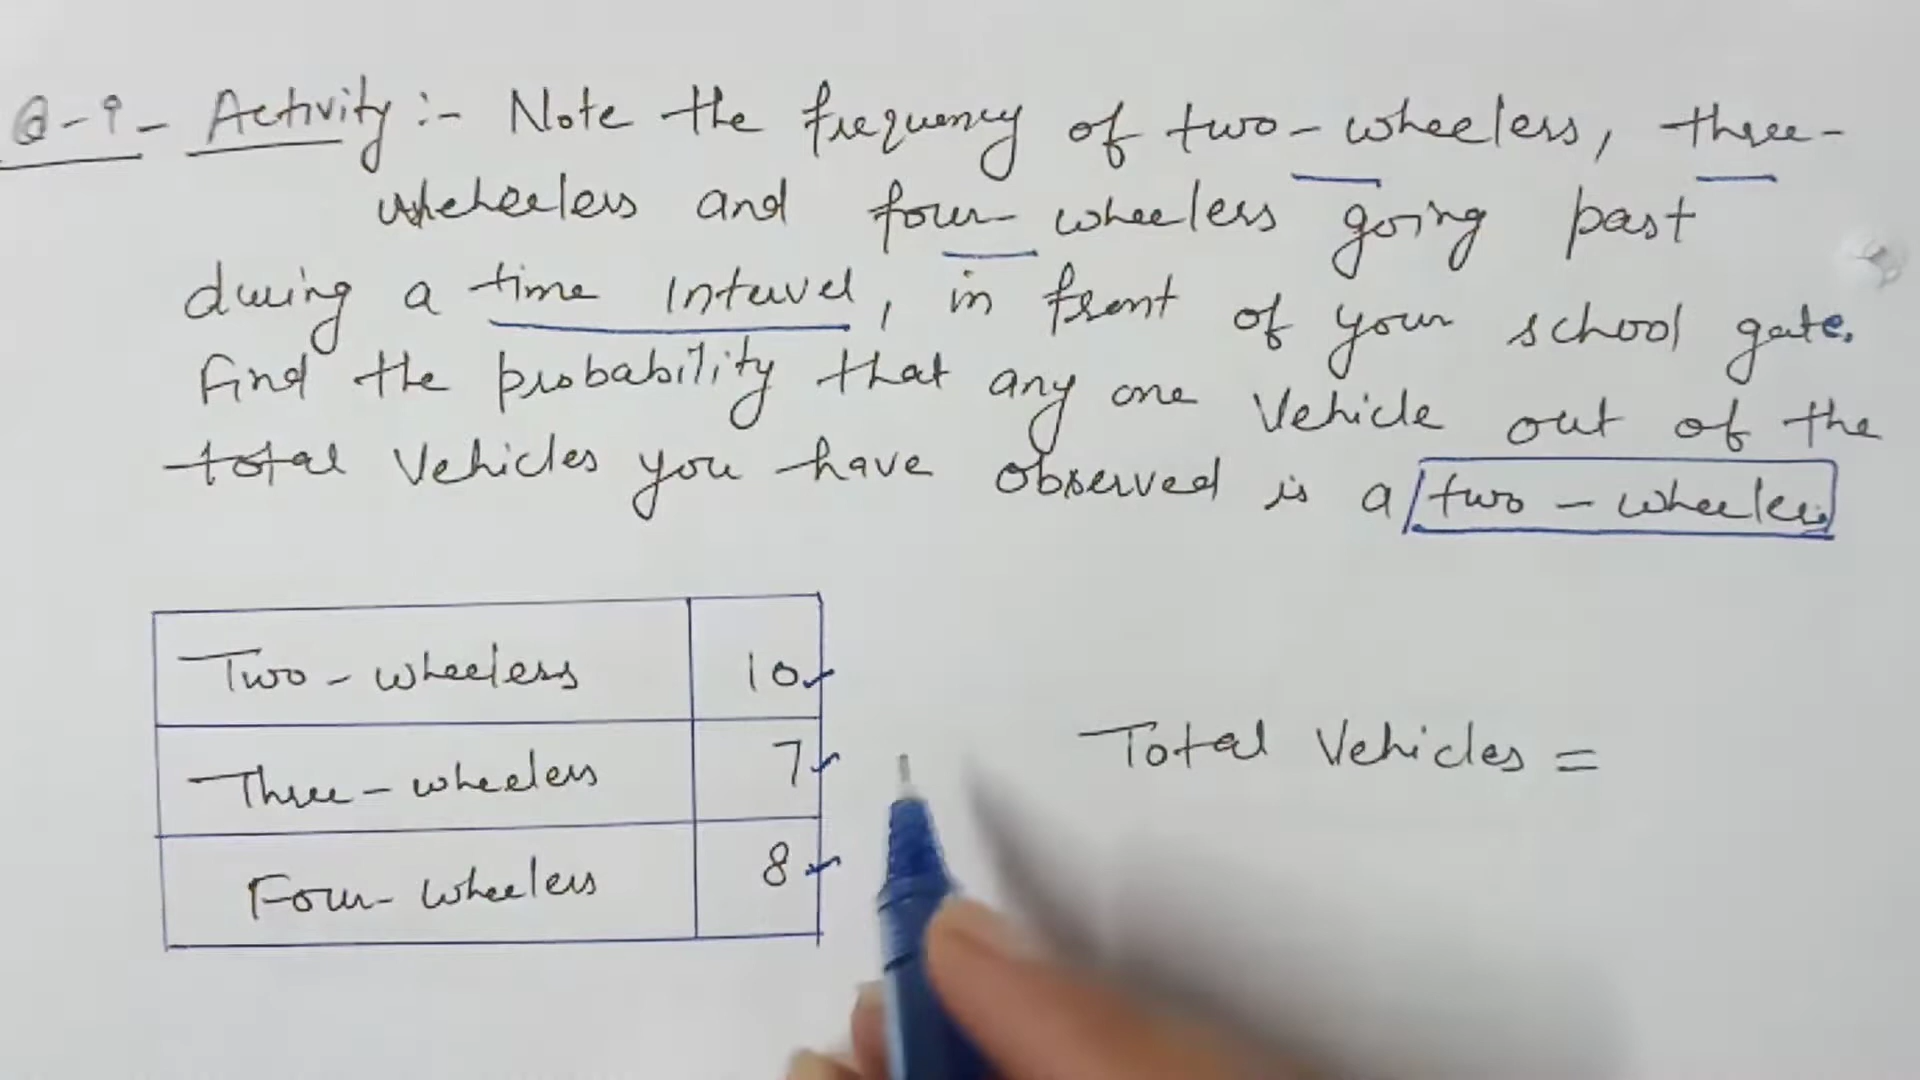 Q-9- Activity :- Note the frequency of two-wheelers, three-
wheelers and four-wheelers going past
during a time interval, in front of your school gate.
Find the probability that any one vehicle out of the
total vehicles you have observed is a two-wheeler.
Two-wheelers 10
Three-wheelers 7
Four-wheelers 8
Total vehicles =